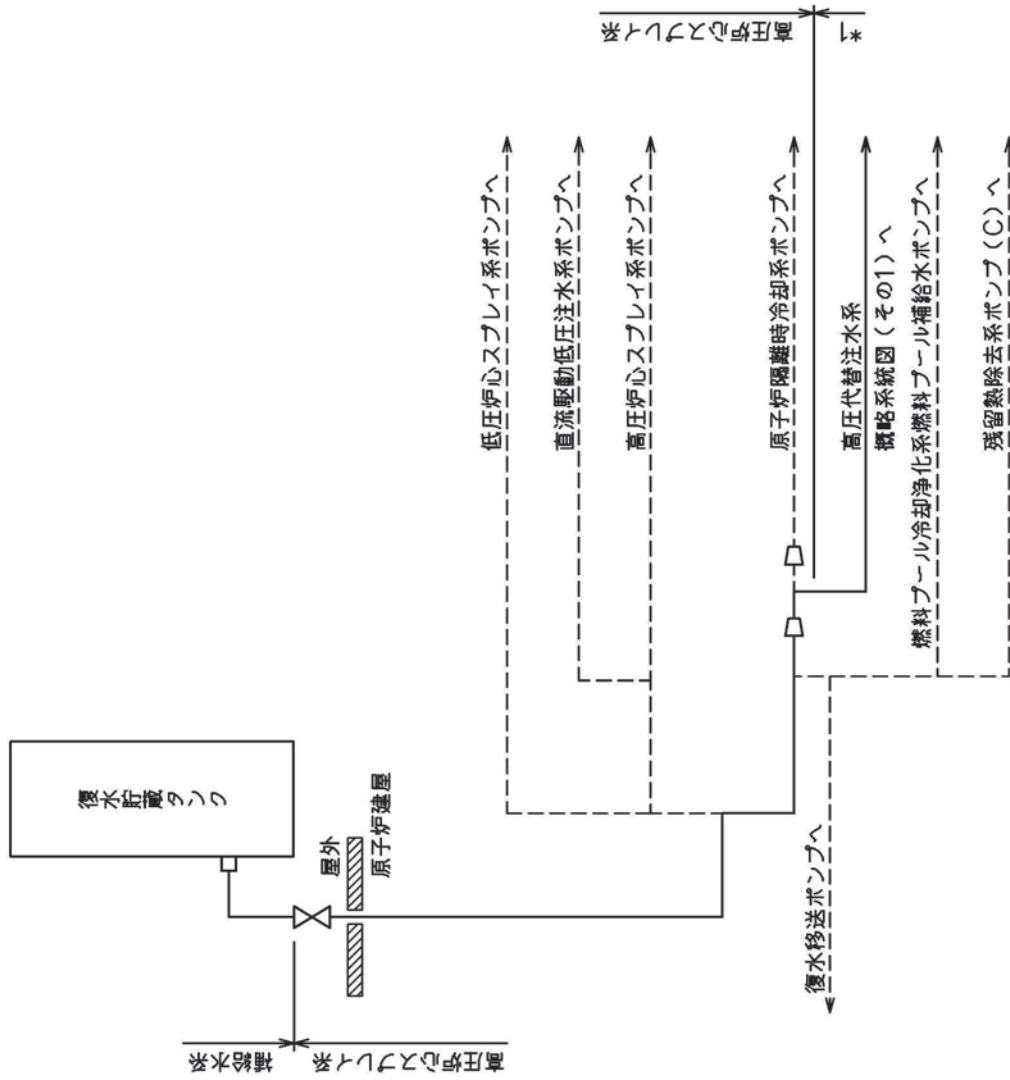 高圧炉心スプレイ系
*1
低圧炉心スプレイ系ポンプへ
直流駆動低圧注水系ポンプへ
高圧炉心スプレイ系ポンプへ
原子炉隔離時冷却系ポンプへ
高圧代替注水系
概略系統図(その1)へ
燃料プール冷却浄化系燃料プール補給水ポンプへ
残留熱除去系ポンプ(C)へ
復水貯蔵タンク
屋外
原子炉建屋
復水移送ポンプへ
補給水系
高圧炉心スプレイ系